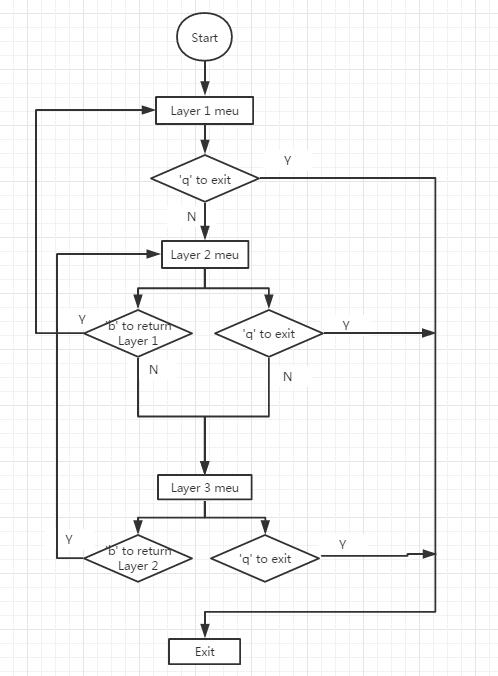 Start
Layer 1 meu
'q' to exit
Y
N
Layer 2 meu
Y
'b' to return
Layer 1
'q' to exit
Y
N
N
Layer 3 meu
Y
'b' to return
Layer 2
'q' to exit
Y
Exit